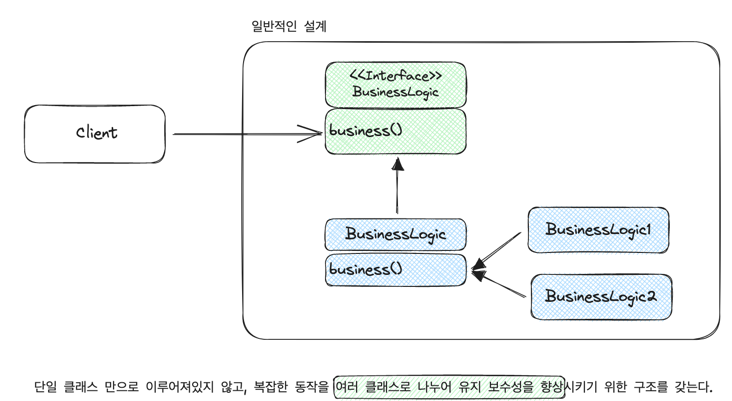 일반적인 설계
<<Interface>>
BusinessLogic
business()
Client
BusinessLogic
business()
BusinessLogic1
BusinessLogic2
단일 클래스 만으로 이루어져있지 않고, 복잡한 동작을 여러 클래스로 나누어 유지 보수성을 향상시키기 위한 구조를 갖는다.